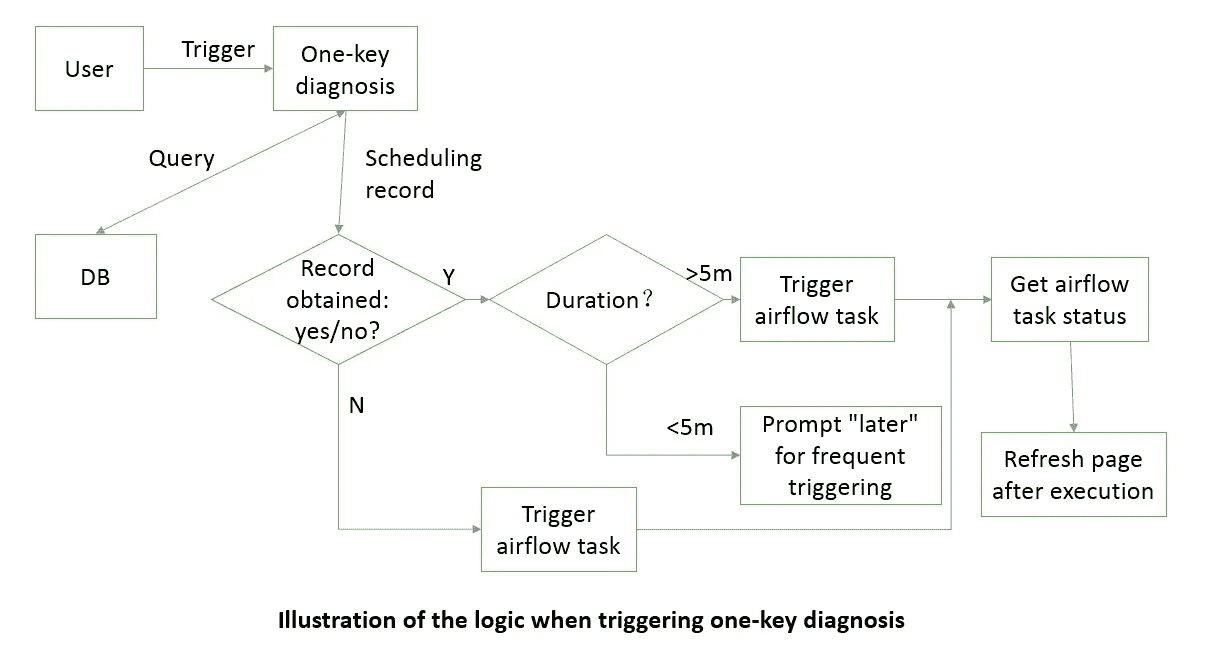 User
Trigger
One-key
diagnosis
Query
Scheduling
record
DB
Record
obtained:
yes/no?
Y
Duration？
>5m
Trigger
airflow task
Get airflow
task status
N
<5m
Prompt "later"
for frequent
triggering
Refresh page
after execution
Trigger
airflow task
Illustration of the logic when triggering one-key diagnosis